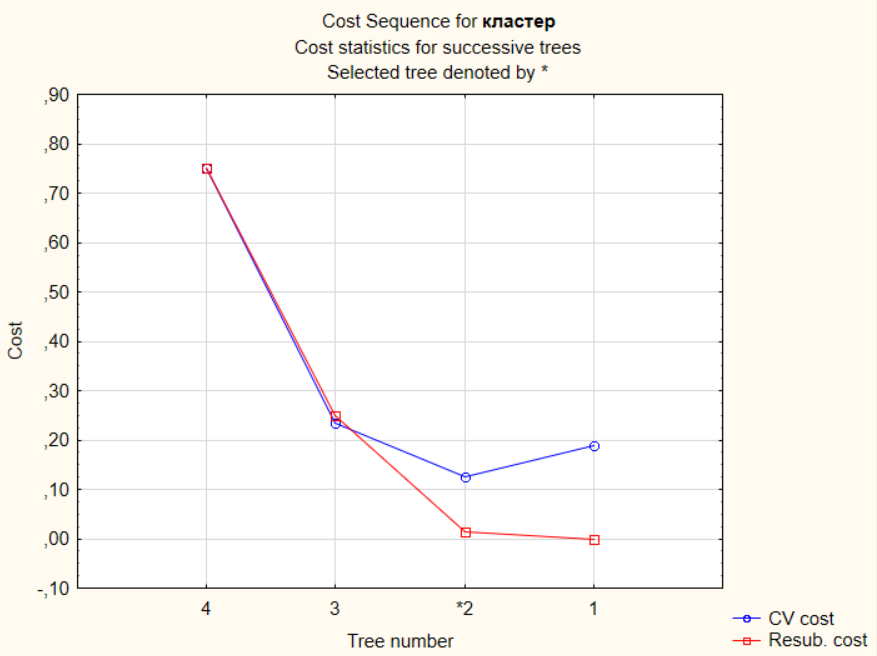 Cost Sequence for кластер
Cost statistics for successive trees
Selected tree denoted by *
,90
,80
,70
,60
,50
,40
,30
,20
,10
,00
-,10
Cost
4 3 *2 1
Tree number
CV cost
Resub. cost